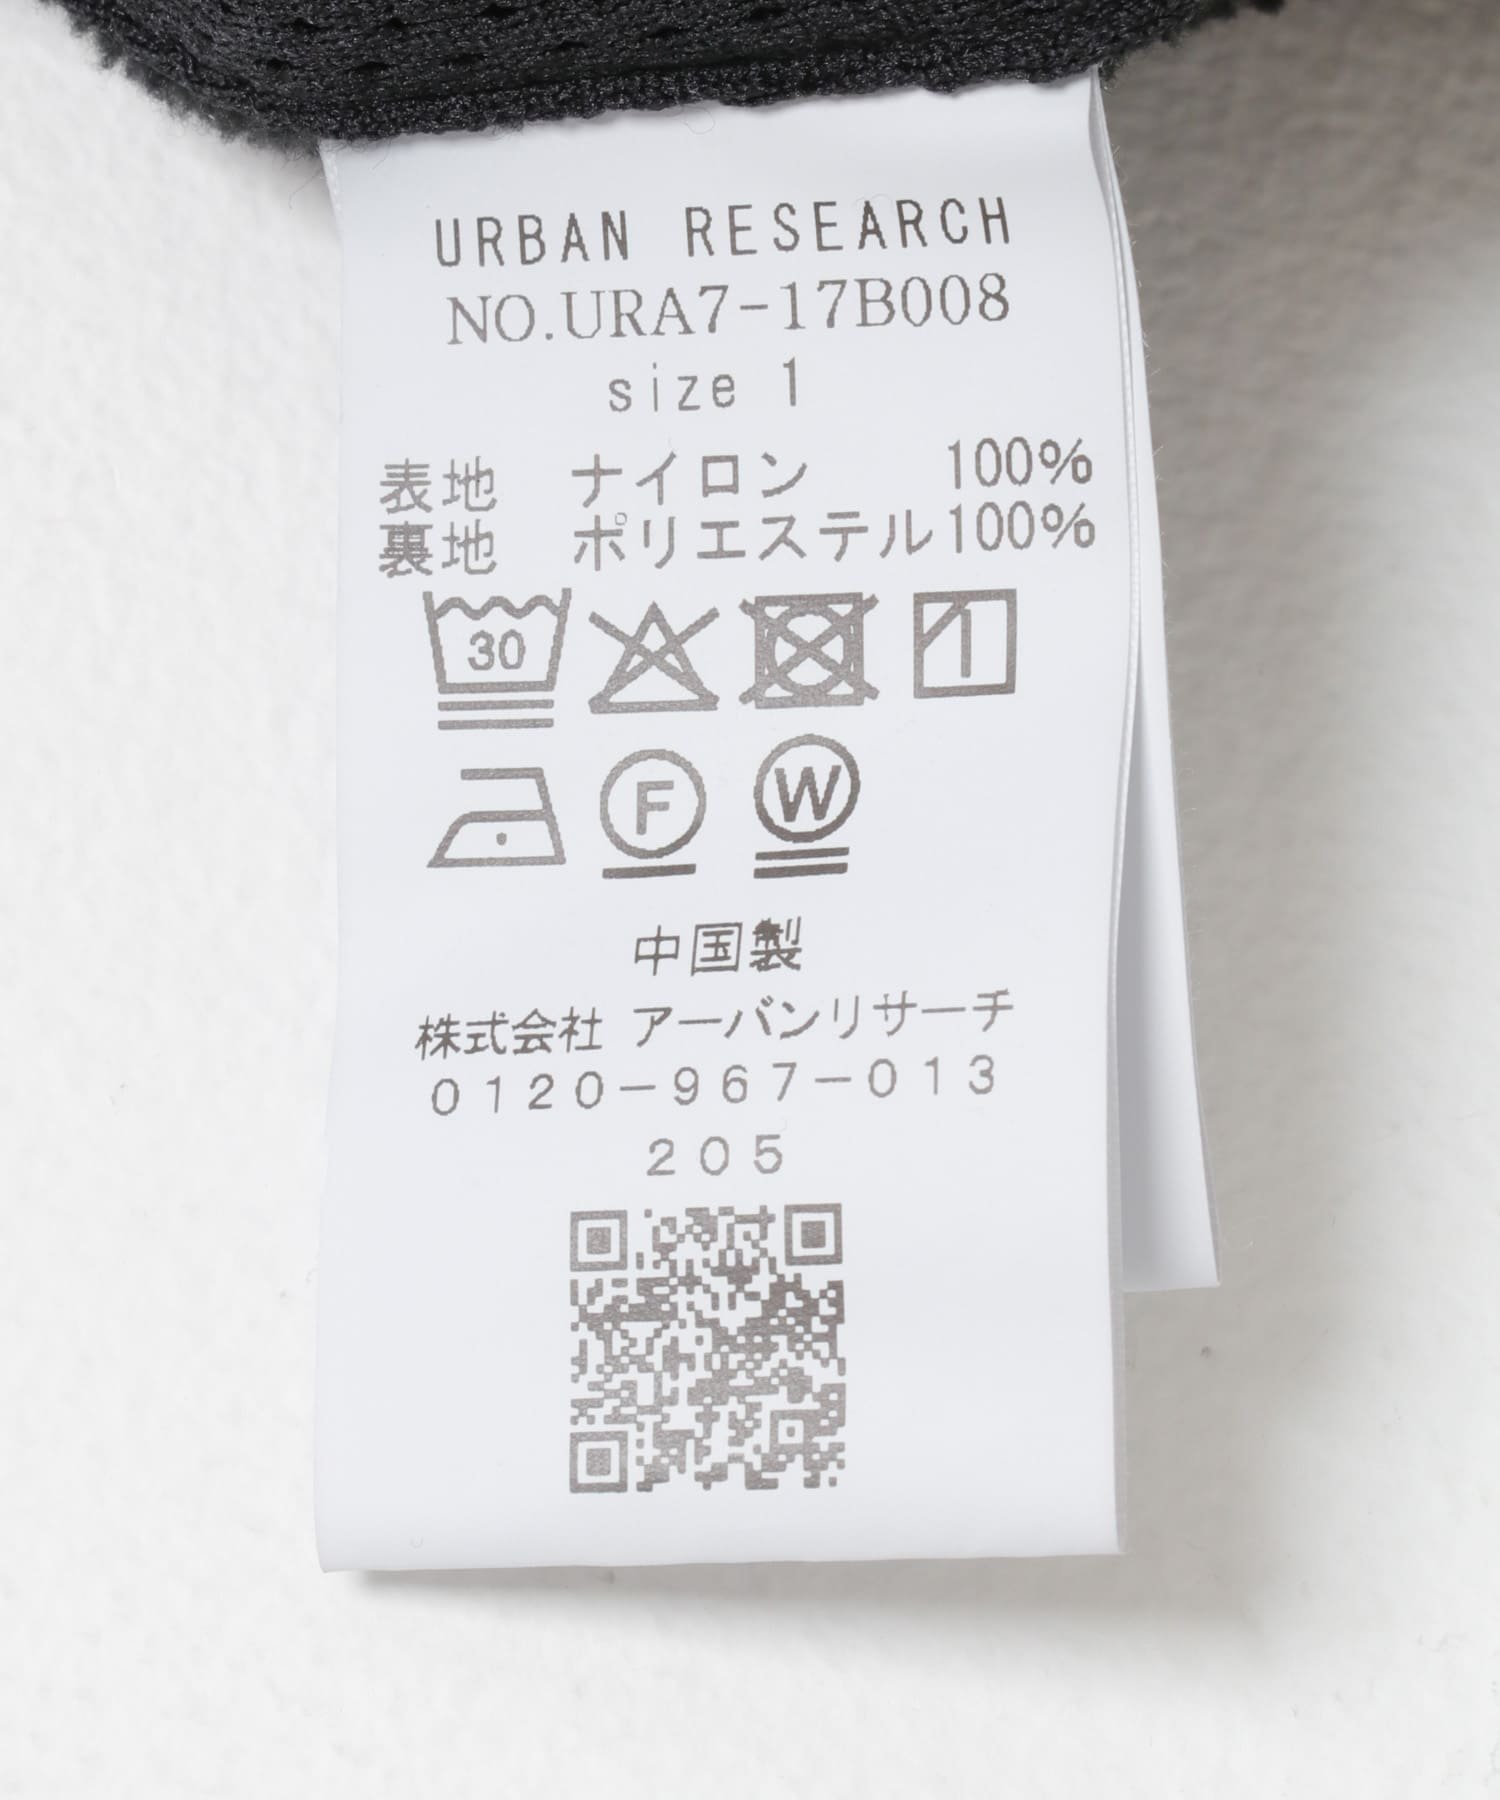 URBAN RESEARCH
NO.URA7-17B008
size 1
表地 ナイロン 100%
裏地 ポリエステル100%
30
F W
中国製
株式会社 アーバンリサーチ
0120-967-013
205